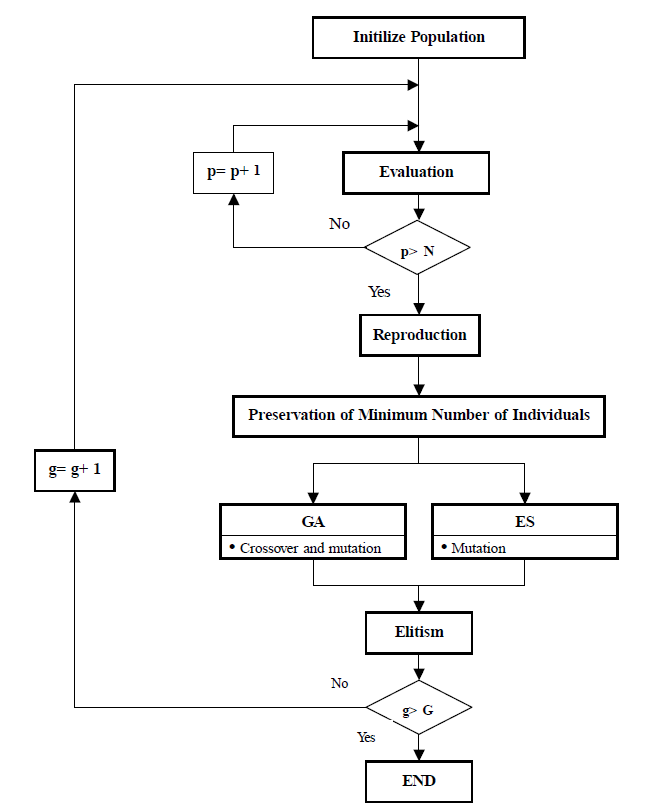 Initilize Population
p= p+ 1
Evaluation
No
p> N
Yes
Reproduction
Preservation of Minimum Number of Individuals
g= g+ 1
GA
• Crossover and mutation
ES
• Mutation
Elitism
No
g> G
Yes
END